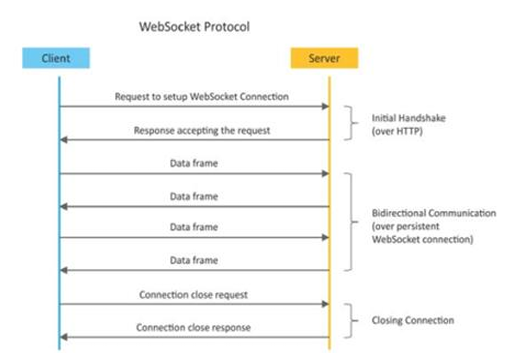 WebSocket Protocol
Client
Server
Request to setup WebSocket Connection
Response accepting the request
Initial Handshake
(over HTTP)
Data frame
Data frame
Data frame
Data frame
Bidirectional Communication
(over persistent
WebSocket connection)
Connection close request
Connection close response
Closing Connection